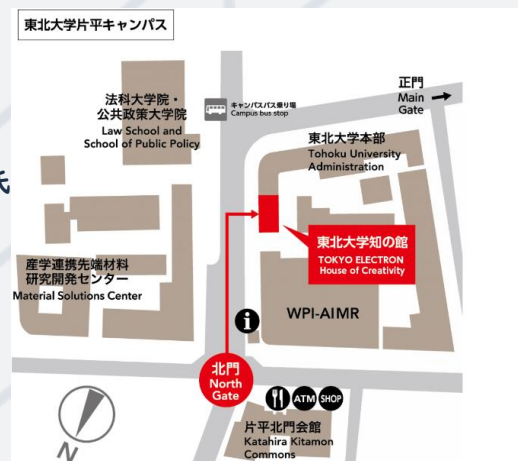 東北大学片平キャンパス
法科大学院・
公共政策大学院
Law School and
School of Public Policy
キャンパスバス乗り場
Campus bus stop
正門
Main
Gate
東北大学本部
Tohoku University
Administration
氏
東北大学知の館
TOKYO ELECTRON
House of Creativity
産学連携先端材料
研究開発センター
Material Solutions Center
i
WPI-AIMR
北門
North
Gate
ATM
SHOP
片平北門会館
Katahira Kitamon
Commons
N